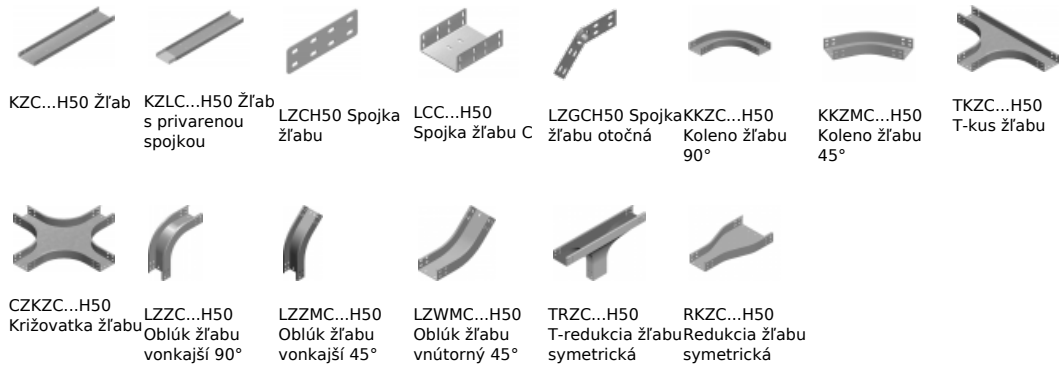 KZC...H50 Žľab
KZLC...H50 Žľab
s privarenou
spojkou
LZCH50 Spojka
žľabu
LCC...H50
Spojka žľabu C
LZGCH50 Spojka
žľabu otočná
KKZC...H50
Koleno žľabu
90°
KKZMC...H50
Koleno žľabu
45°
TKZC...H50
T-kus žľabu
CZKZC...H50
Križovatka žľabu
LZZC...H50
Oblúk žľabu
vonkajší 90°
LZZMC...H50
Oblúk žľabu
vonkajší 45°
LZWMC...H50
Oblúk žľabu
vnútorný 45°
TRZC...H50
T-redukcia žľabu
symetrická
RKZC...H50
Redukcia žľabu
symetrická